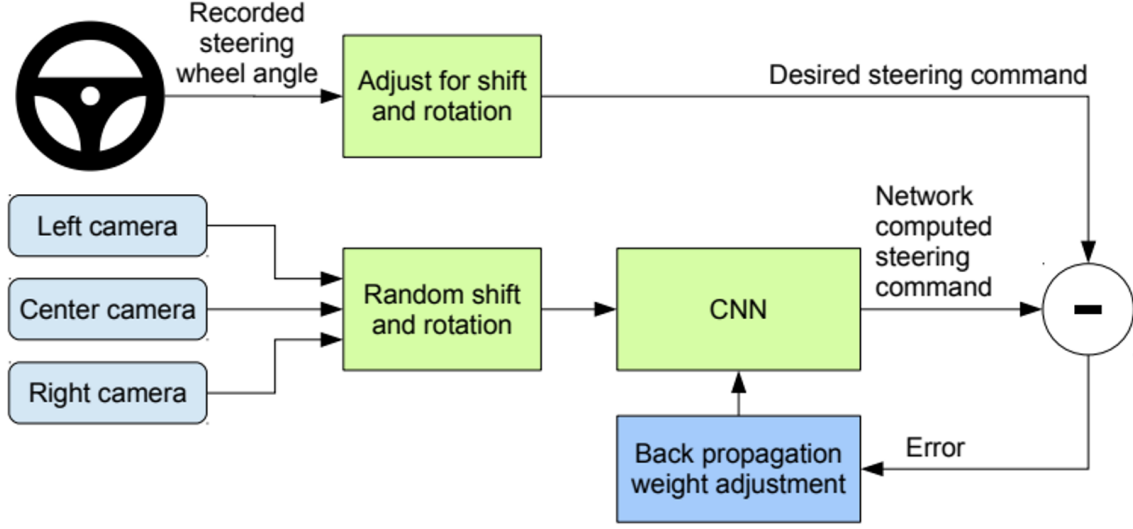 Recorded
steering
wheel angle
Adjust for shift
and rotation
Desired steering command
Left camera
Center camera
Right camera
Random shift
and rotation
CNN
Network
computed
steering
command
-
Back propagation
weight adjustment
Error